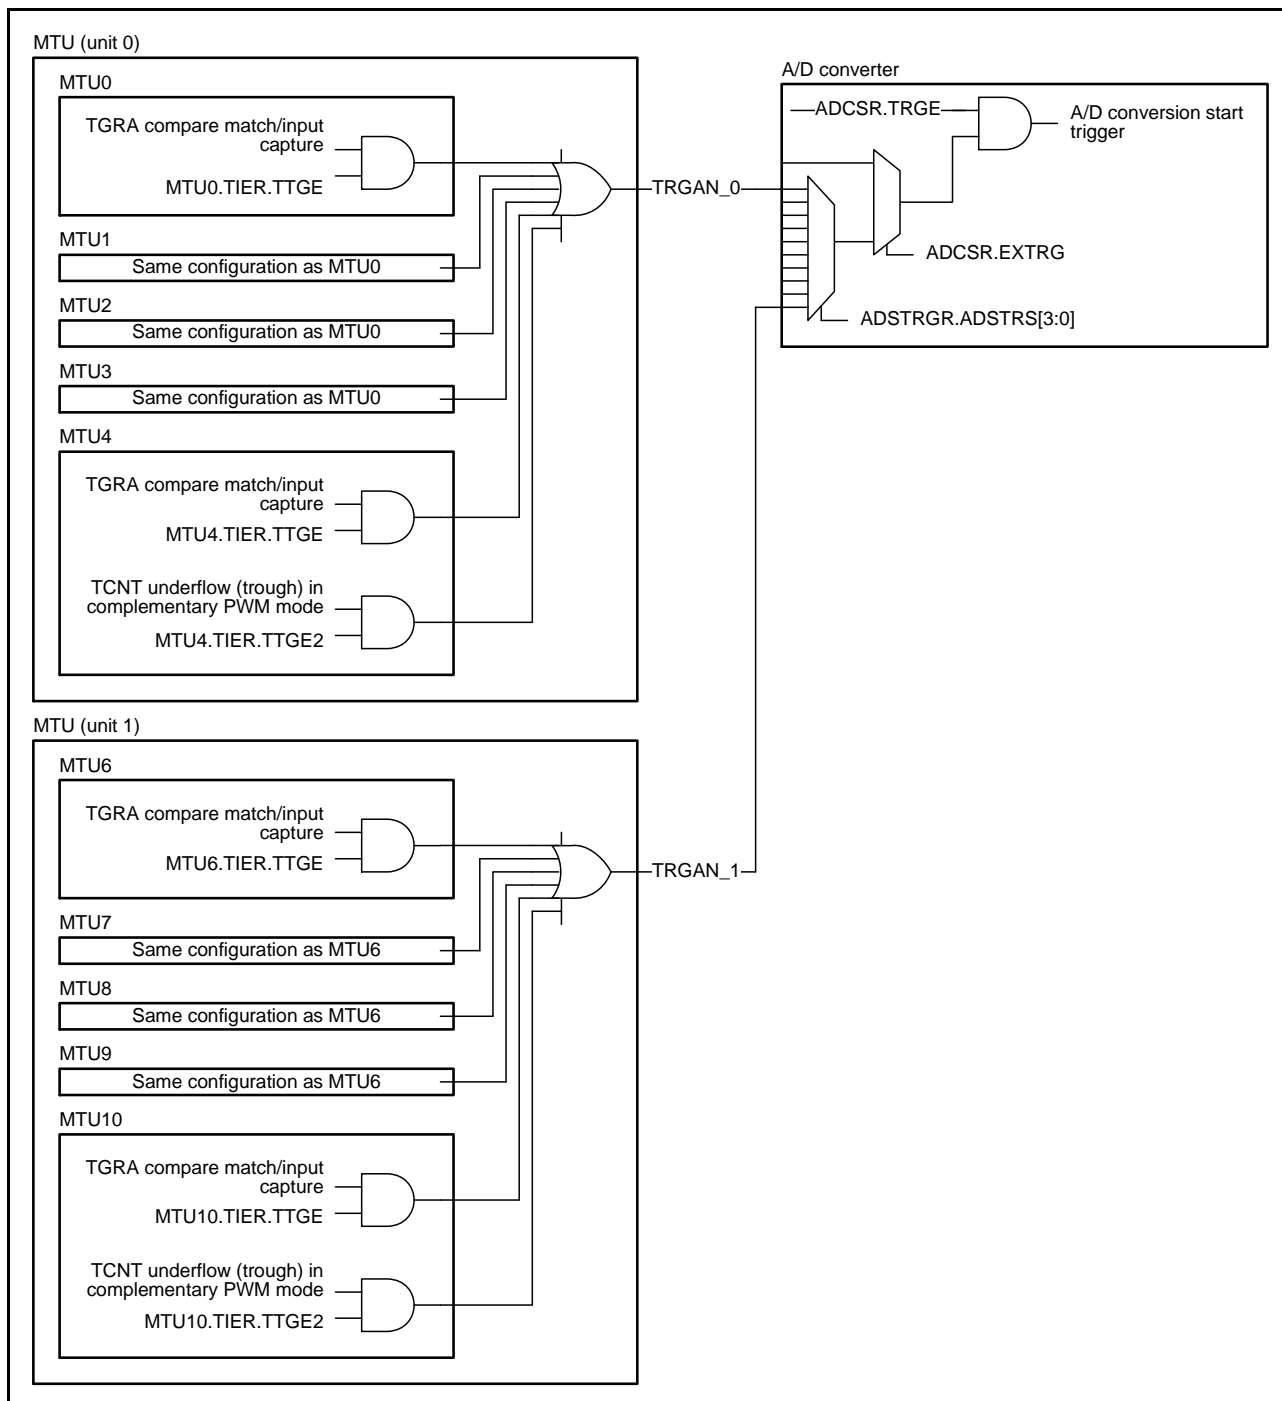 MTU (unit 0)
MTU0
TGRA compare match/input
capture
MTU0.TIER.TTGE
MTU1
Same configuration as MTU0
MTU2
Same configuration as MTU0
MTU3
Same configuration as MTU0
MTU4
TGRA compare match/input
capture
MTU4.TIER.TTGE
TCNT underflow (trough) in
complementary PWM mode
MTU4.TIER.TTGE2
TRGAN_0
A/D converter
ADCSR.TRGE
A/D conversion start
trigger
ADCSR.EXTRG
ADSTRGR.ADSTRS[3:0]
MTU (unit 1)
MTU6
TGRA compare match/input
capture
MTU6.TIER.TTGE
MTU7
Same configuration as MTU6
MTU8
Same configuration as MTU6
MTU9
Same configuration as MTU6
MTU10
TGRA compare match/input
capture
MTU10.TIER.TTGE
TCNT underflow (trough) in
complementary PWM mode
MTU10.TIER.TTGE2
TRGAN_1